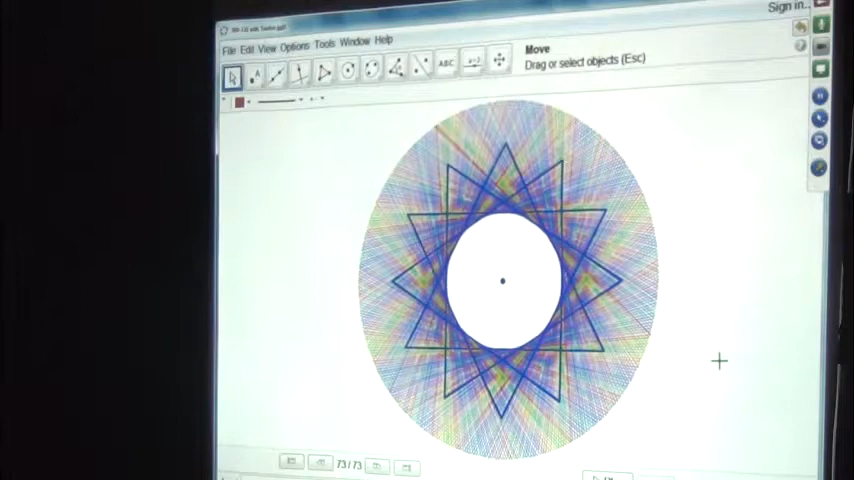 Sign in..
File Edit View Options Tools Window Help
Move
Drag or select objects (Esc)
ABC
73 / 73